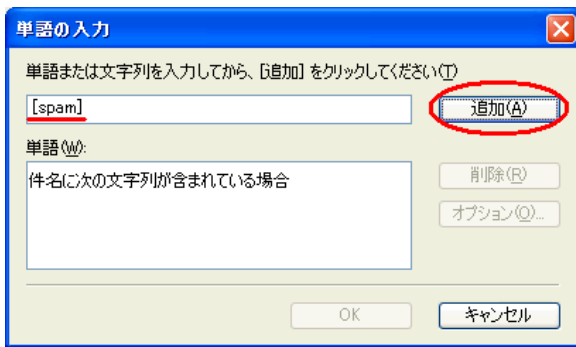 単語の入力
単語または文字列を入力してから、[追加] をクリックしてください(T)
[spam]
追加(A)
単語(W):
件名に次の文字列が含まれている場合
削除(R)
オプション(O)...
OK
キャンセル